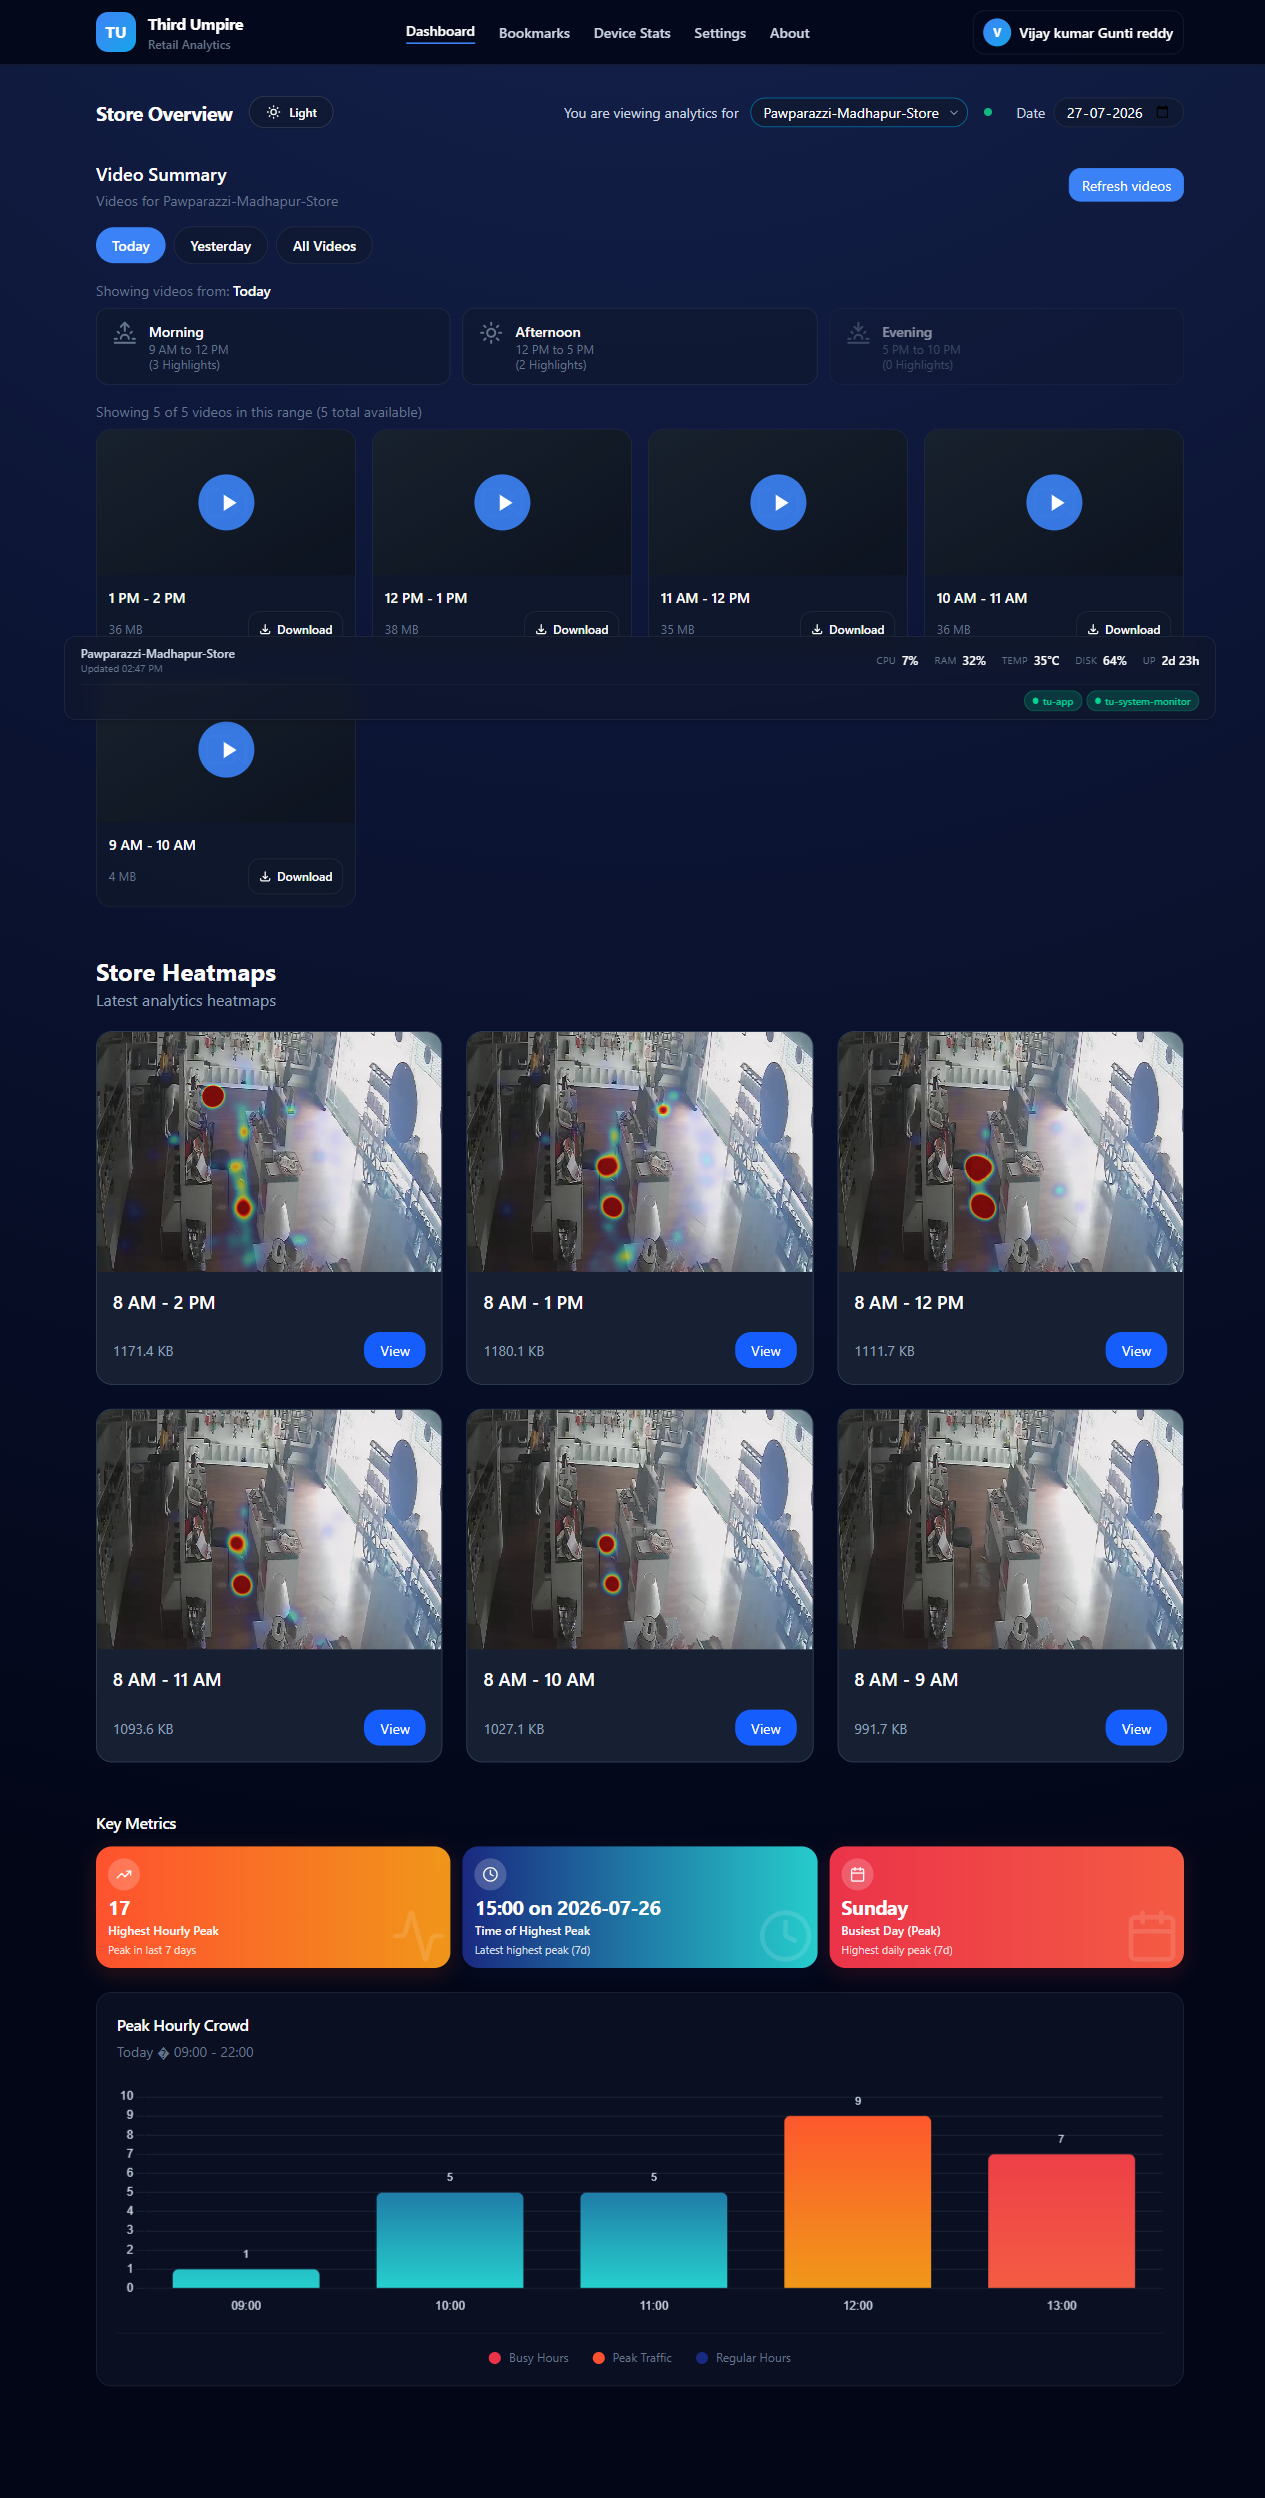 TU
Third Umpire
Retail Analytics
Dashboard
Bookmarks
Device Stats
Settings
About
V
Vijay kumar Gunti reddy
Store Overview
Light
You are viewing analytics for
Pawparazzi-Madhapur-Store
Date
27-07-2026
Video Summary
Videos for Pawparazzi-Madhapur-Store
Refresh videos
Today
Yesterday
All Videos
Showing videos from: Today
Morning
9 AM to 12 PM
(3 Highlights)
Afternoon
12 PM to 5 PM
(2 Highlights)
Evening
5 PM to 10 PM
(0 Highlights)
Showing 5 of 5 videos in this range (5 total available)
1 PM - 2 PM
36 MB
Download
12 PM - 1 PM
38 MB
Download
11 AM - 12 PM
35 MB
Download
10 AM - 11 AM
36 MB
Download
Pawparazzi-Madhapur-Store
Updated 02:47 PM
CPU 7%
RAM 32%
TEMP 35°C
DISK 64%
UP 2d 23h
tu-app
tu-system-monitor
9 AM - 10 AM
4 MB
Download
Store Heatmaps
Latest analytics heatmaps
8 AM - 2 PM
1171.4 KB
View
8 AM - 1 PM
1180.1 KB
View
8 AM - 12 PM
1111.7 KB
View
8 AM - 11 AM
1093.6 KB
View
8 AM - 10 AM
1027.1 KB
View
8 AM - 9 AM
991.7 KB
View
Key Metrics
17
Highest Hourly Peak
Peak in last 7 days
15:00 on 2026-07-26
Time of Highest Peak
Latest highest peak (7d)
Sunday
Busiest Day (Peak)
Highest daily peak (7d)
Peak Hourly Crowd
Today � 09:00 - 22:00
10
9
8
7
6
5
4
3
2
1
0
1
5
5
9
7
09:00
10:00
11:00
12:00
13:00
Busy Hours
Peak Traffic
Regular Hours